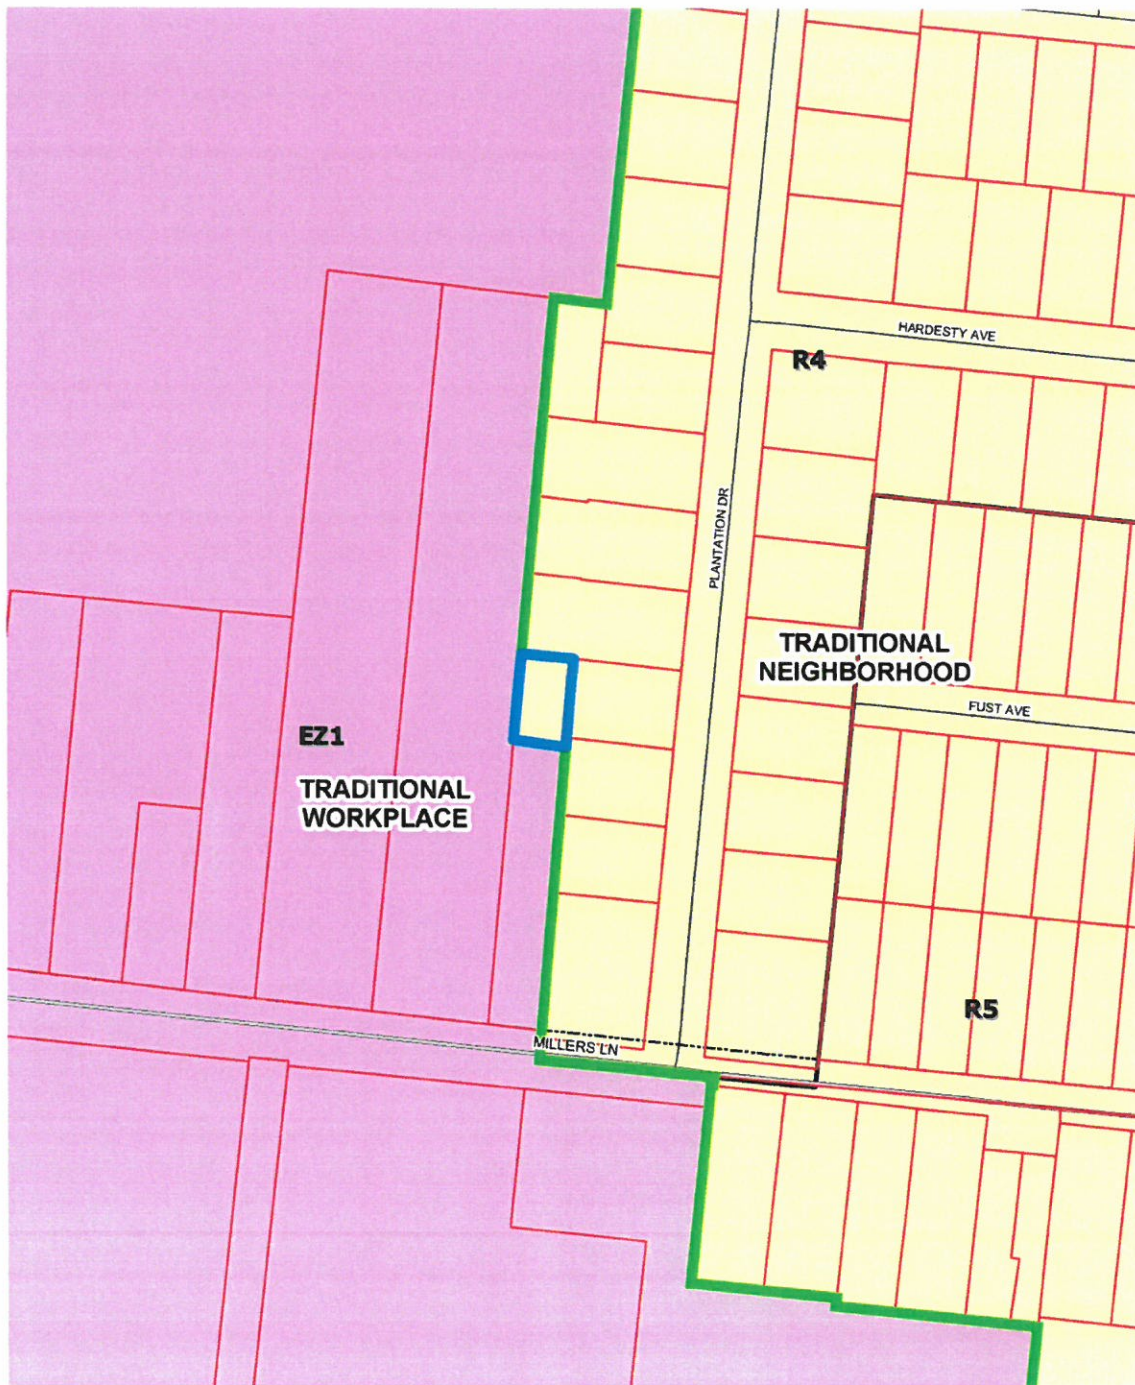 HARDESTY AVE
R4
PLANTATION DR
TRADITIONAL
NEIGHBORHOOD
FUST AVE
EZ1
TRADITIONAL
WORKPLACE
R5
MILLERS LN